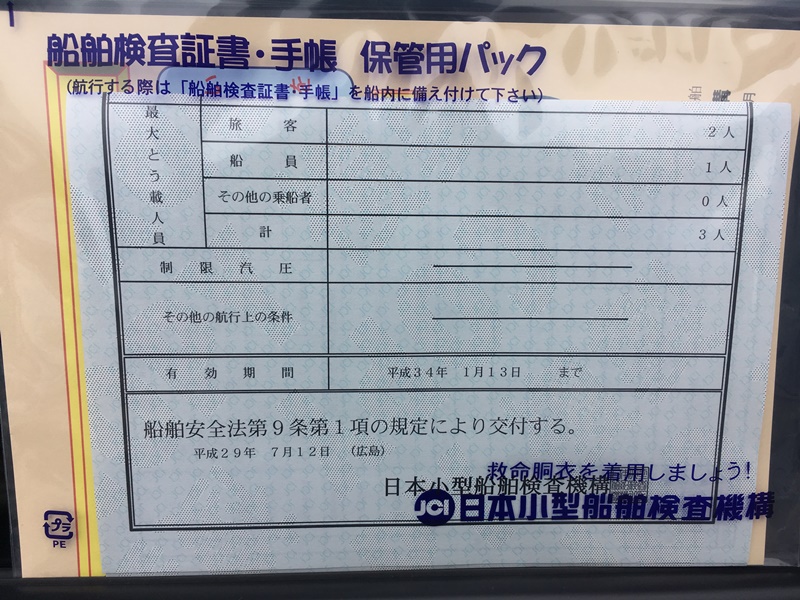 船舶検査証書・手帳 保管用パック
(航行する際は「船舶検査証書・手帳」を船内に備え付けて下さい)
最大とう載人員
旅客 2人
船員 1人
その他の乗船者 0人
計 3人
制限汽圧
その他の航行上の条件
有効期間 平成34年 1月13日 まで
船舶安全法第9条第1項の規定により交付する。
平成29年 7月12日 (広島)
救命胴衣を着用しましょう!
日本小型船舶検査機構
JCI 日本小型船舶検査機構
プラ
PE